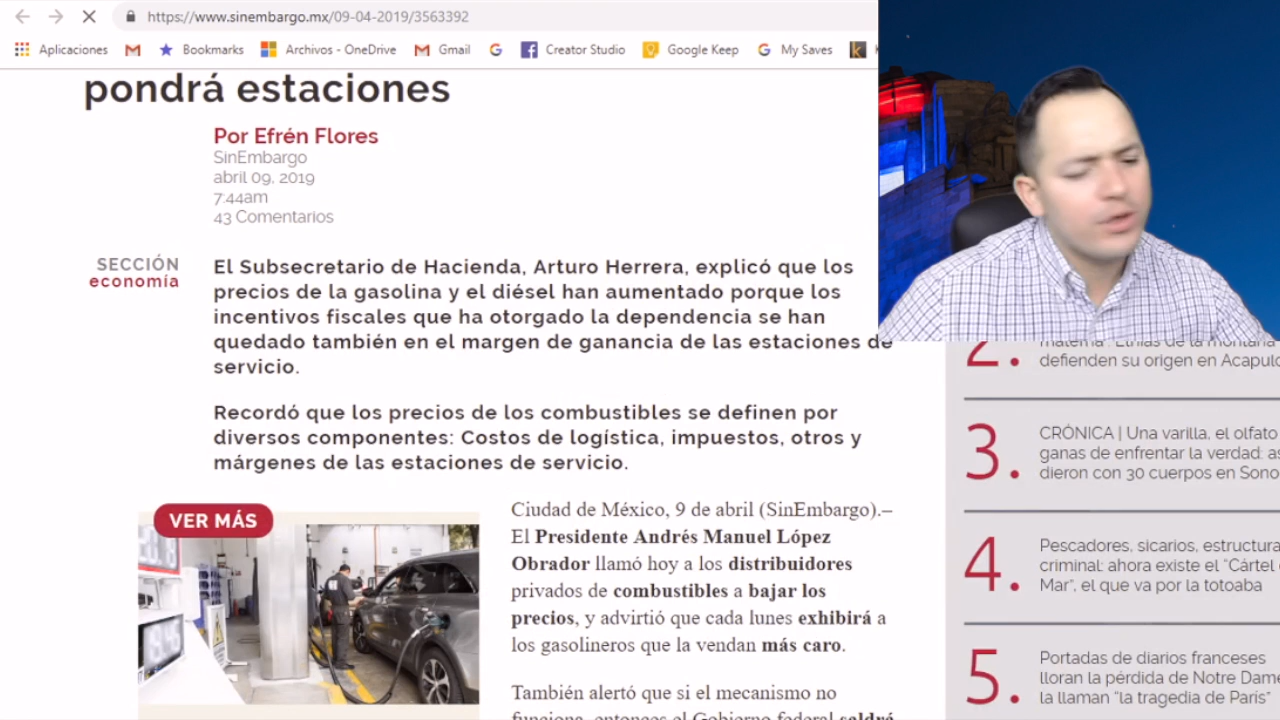 https://www.sinembargo.mx/09-04-2019/3563392
Aplicaciones Bookmarks Archivos - OneDrive Gmail Creator Studio Google Keep My Saves
pondrá estaciones
Por Efrén Flores
SinEmbargo
abril 09, 2019
7:44am
43 Comentarios
SECCIÓN
economía
El Subsecretario de Hacienda, Arturo Herrera, explicó que los
precios de la gasolina y el diésel han aumentado porque los
incentivos fiscales que ha otorgado la dependencia se han
quedado también en el margen de ganancia de las estaciones de
servicio.
Recordó que los precios de los combustibles se definen por
diversos componentes: Costos de logística, impuestos, otros y
márgenes de las estaciones de servicio.
VER MÁS
Ciudad de México, 9 de abril (SinEmbargo).–
El Presidente Andrés Manuel López
Obrador llamó hoy a los distribuidores
privados de combustibles a bajar los
precios, y advirtió que cada lunes exhibirá a
los gasolineros que la vendan más caro.
También alertó que si el mecanismo no
funciona, entonces el Gobierno federal saldrá
2.
defienden su origen en Acapulc
3.
CRÓNICA | Una varilla, el olfato
ganas de enfrentar la verdad: as
dieron con 30 cuerpos en Sono
4.
Pescadores, sicarios, estructura
criminal: ahora existe el “Cártel
Mar”, el que va por la totoaba
5.
Portadas de diarios franceses
lloran la pérdida de Notre Dame
la llaman “la tragedia de París”